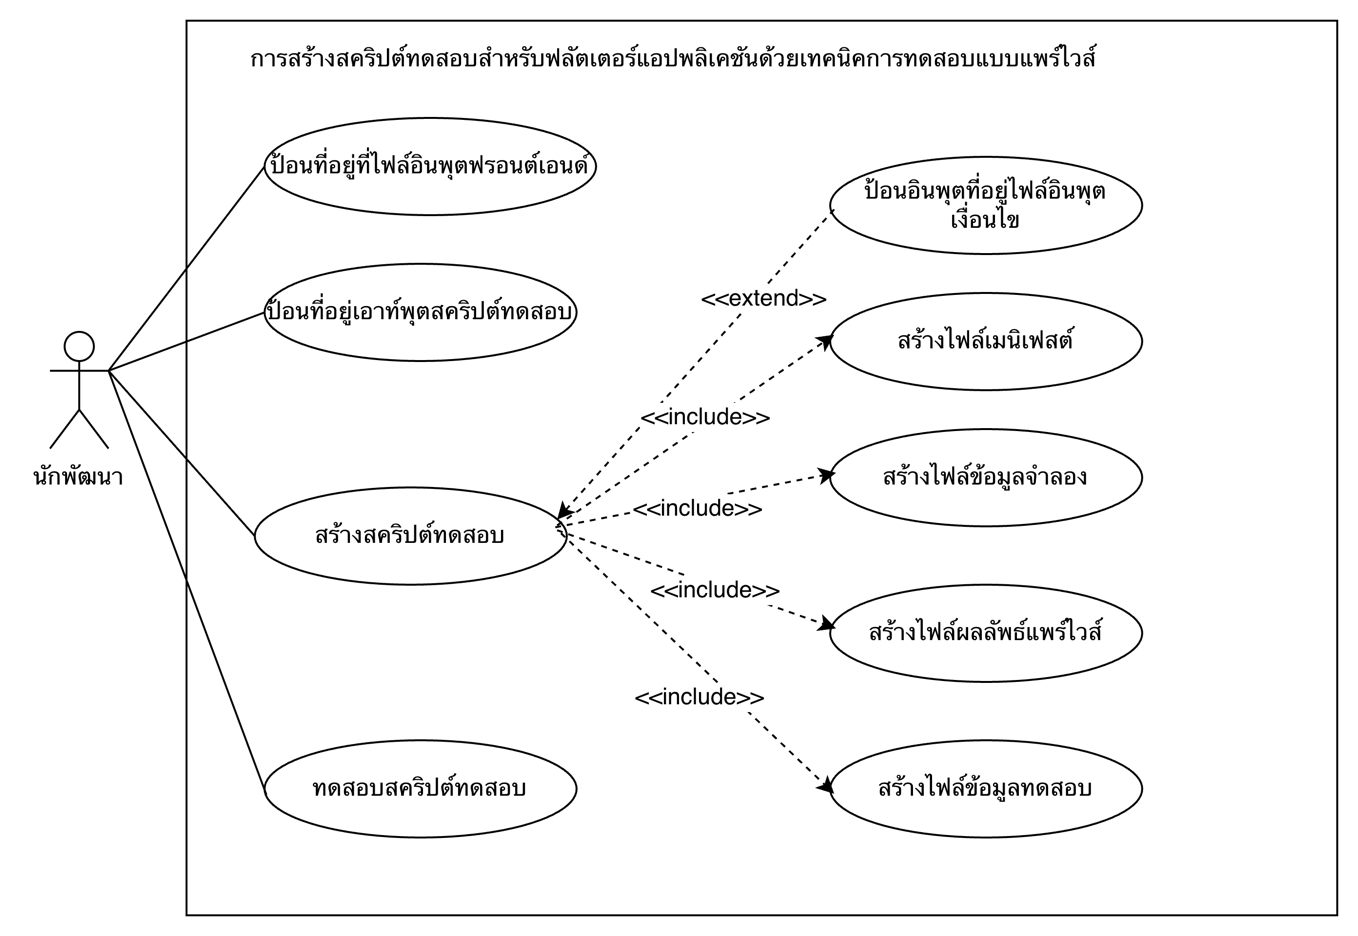 การสร้างสคริปต์ทดสอบสำหรับฟลัตเตอร์แอปพลิเคชันด้วยเทคนิคการทดสอบแบบแพร์ไวส์
ป้อนที่อยู่ที่ไฟล์อินพุตฟรอนต์เอนด์
ป้อนอินพุตที่อยู่ไฟล์อินพุต
เงื่อนไข
<<extend>>
ป้อนที่อยู่เอาท์พุตสคริปต์ทดสอบ
สร้างไฟล์เมนิเฟสต์
<<include>>
นักพัฒนา
สร้างไฟล์ข้อมูลจำลอง
<<include>>
สร้างสคริปต์ทดสอบ
<<include>>
สร้างไฟล์ผลลัพธ์แพร์ไวส์
<<include>>
ทดสอบสคริปต์ทดสอบ
สร้างไฟล์ข้อมูลทดสอบ